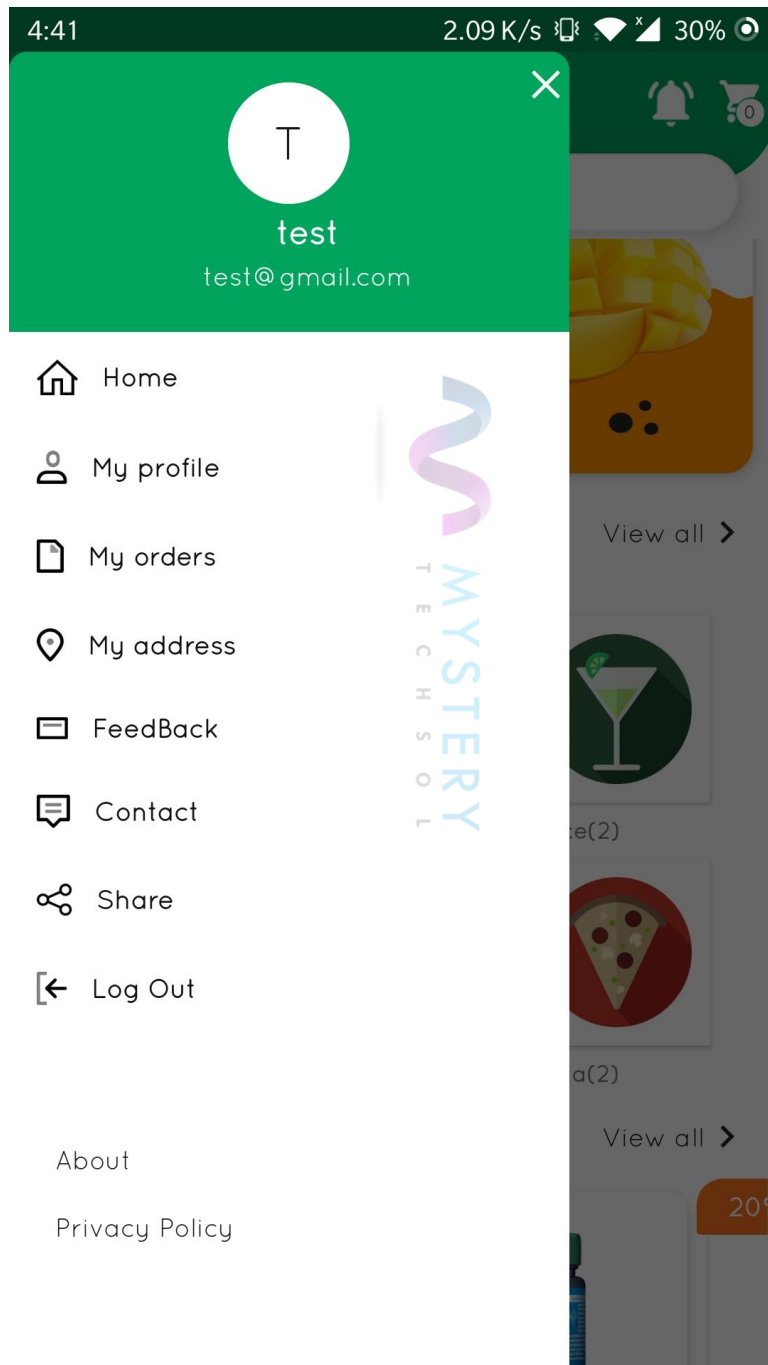 4:41 2.09 K/s x 30%
0
T
test
test@gmail.com
Home
My profile
My orders
My address
FeedBack
Contact
Share
Log Out
About
Privacy Policy
MYSTERY
TECHSOL
View all
ce(2)
a(2)
View all
20%